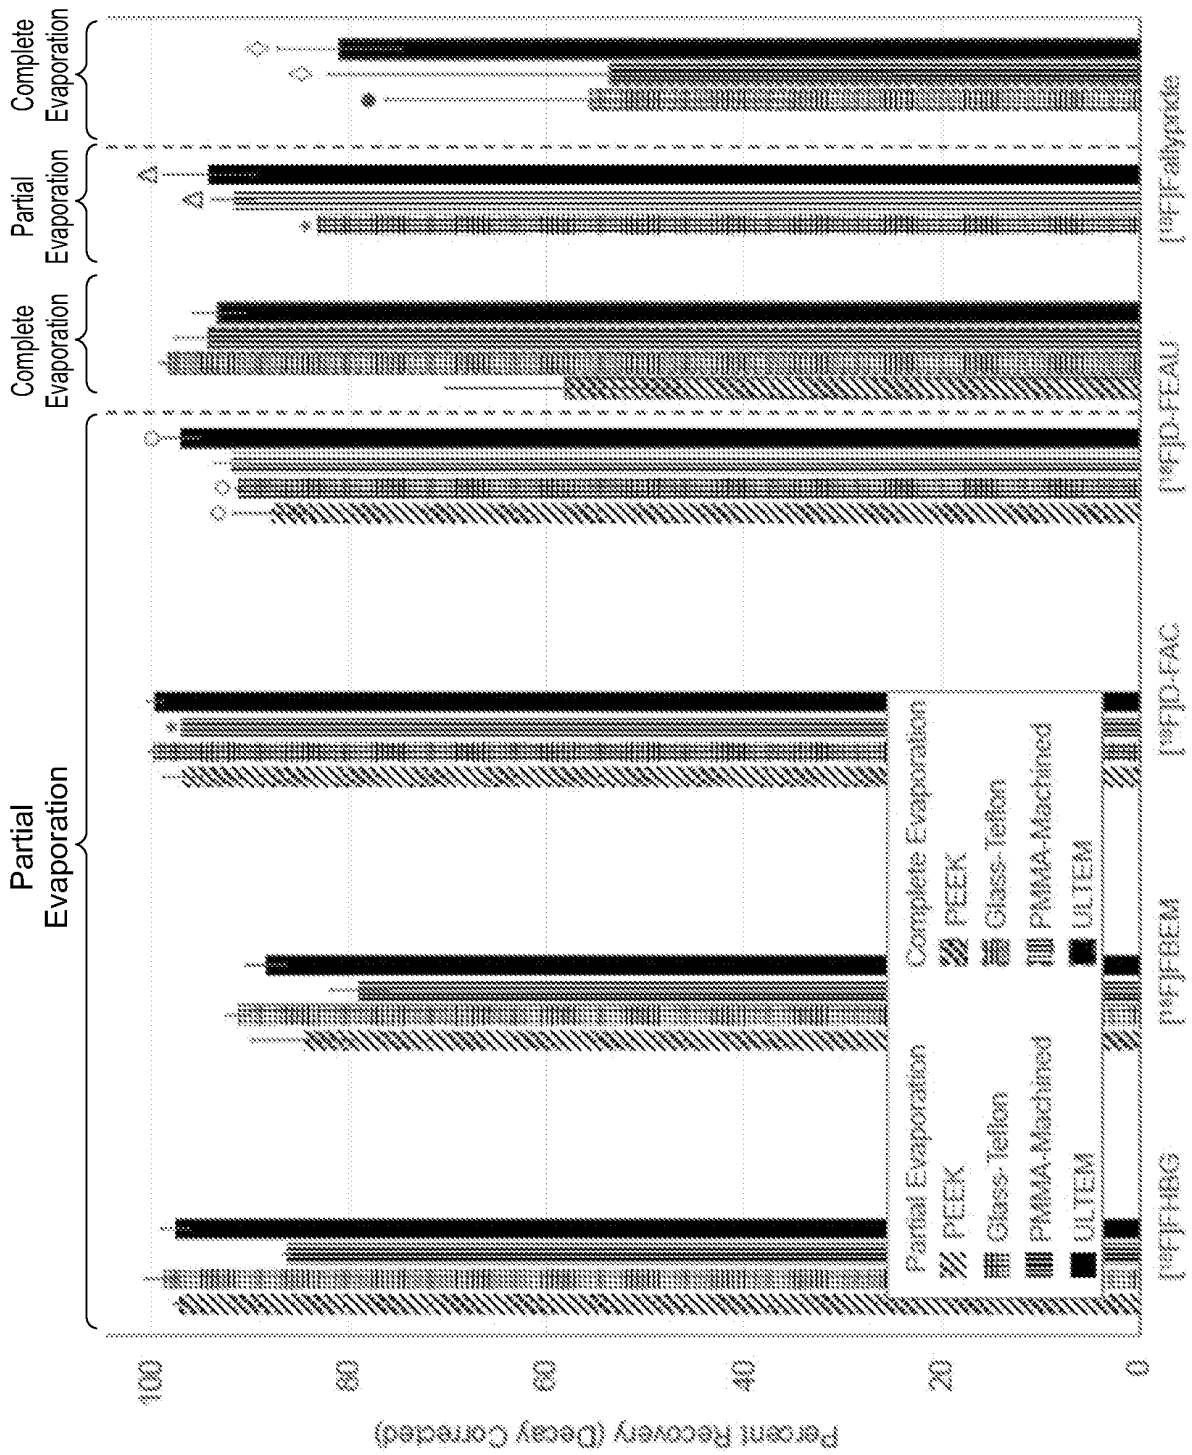 Partial
Evaporation
Complete
Evaporation
Partial
Evaporation
Complete
Evaporation
Percent Recovery (Decay Corrected)
100
80
60
40
20
0
Partial Evaporation
PEEK
Glass-Teflon
PMMA-Machined
ULTEM
Complete Evaporation
PEEK
Glass-Teflon
PMMA-Machined
ULTEM
[¹⁸F]FHBG
[¹⁸F]FBEM
[¹⁸F]D-FAC
[¹⁸F]D-FEAU
[¹⁸F]Fallypride